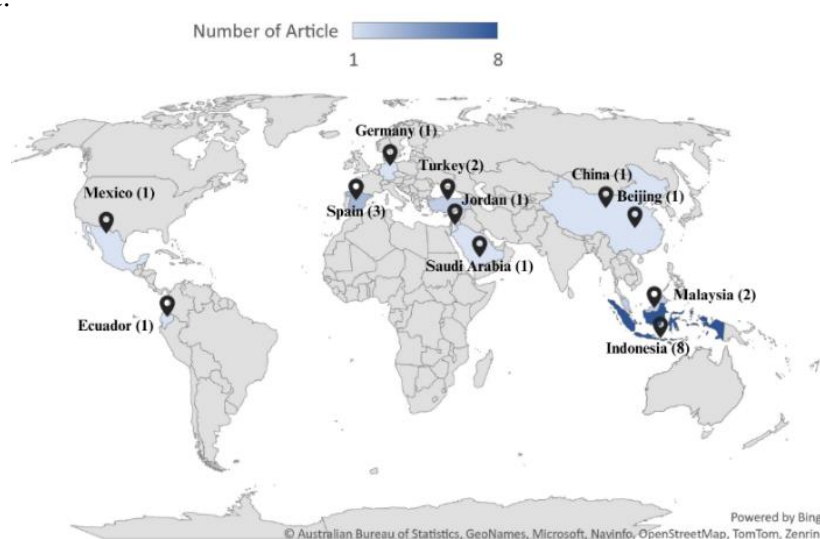 Number of Article
1 8
Germany (1)
Turkey(2)
China (1)
Mexico (1)
Beijing (1)
Spain (3)
Jordan (1)
Saudi Arabia (1)
Malaysia (2)
Ecuador (1)
Indonesia (8)
Powered by Bing
© Australian Bureau of Statistics, GeoNames, Microsoft, Navinfo, OpenStreetMap, TomTom, Zenrin